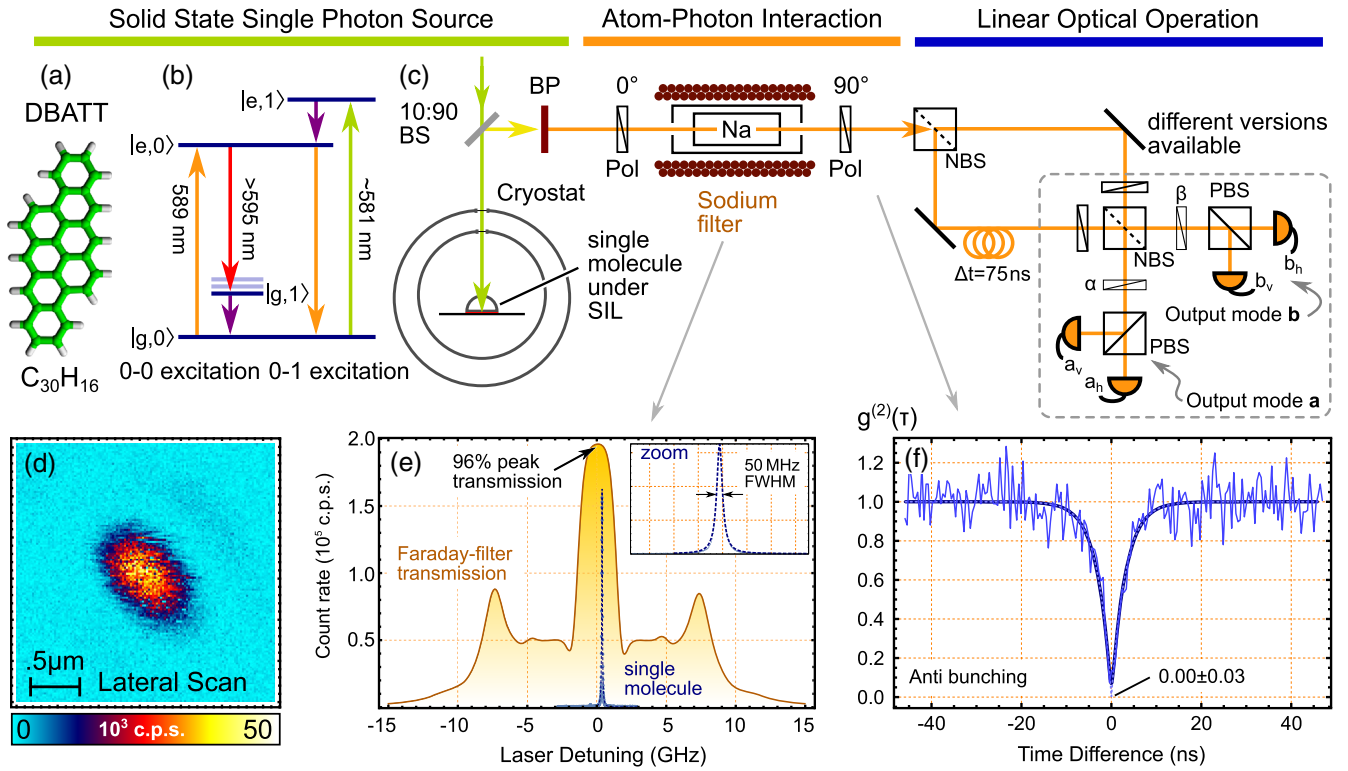 Solid State Single Photon Source
Atom-Photon Interaction
Linear Optical Operation
(a)
DBATT
C30H16
(b)
|e,1⟩
|e,0⟩
589 nm
>595 nm
~581 nm
|g,1⟩
|g,0⟩
0-0 excitation
0-1 excitation
(c)
10:90
BS
BP
0°
Pol
Na
90°
Pol
Cryostat
single
molecule
under
SIL
Sodium
filter
NBS
different versions
available
Δt=75ns
NBS
β
PBS
bh
bv
Output mode b
α
PBS
av
ah
Output mode a
(d)
.5μm
Lateral Scan
0
10³ c.p.s.
50
(e)
2.0
1.5
1.0
0.5
Count rate (10⁵ c.p.s.)
96% peak
transmission
Faraday-filter
transmission
zoom
50 MHz
FWHM
single
molecule
-15
-10
-5
0
5
10
15
Laser Detuning (GHz)
g⁽²⁾(τ)
(f)
1.2
1.0
0.8
0.6
0.4
0.2
0.0
Anti bunching
0.00±0.03
-40
-20
0
20
40
Time Difference (ns)